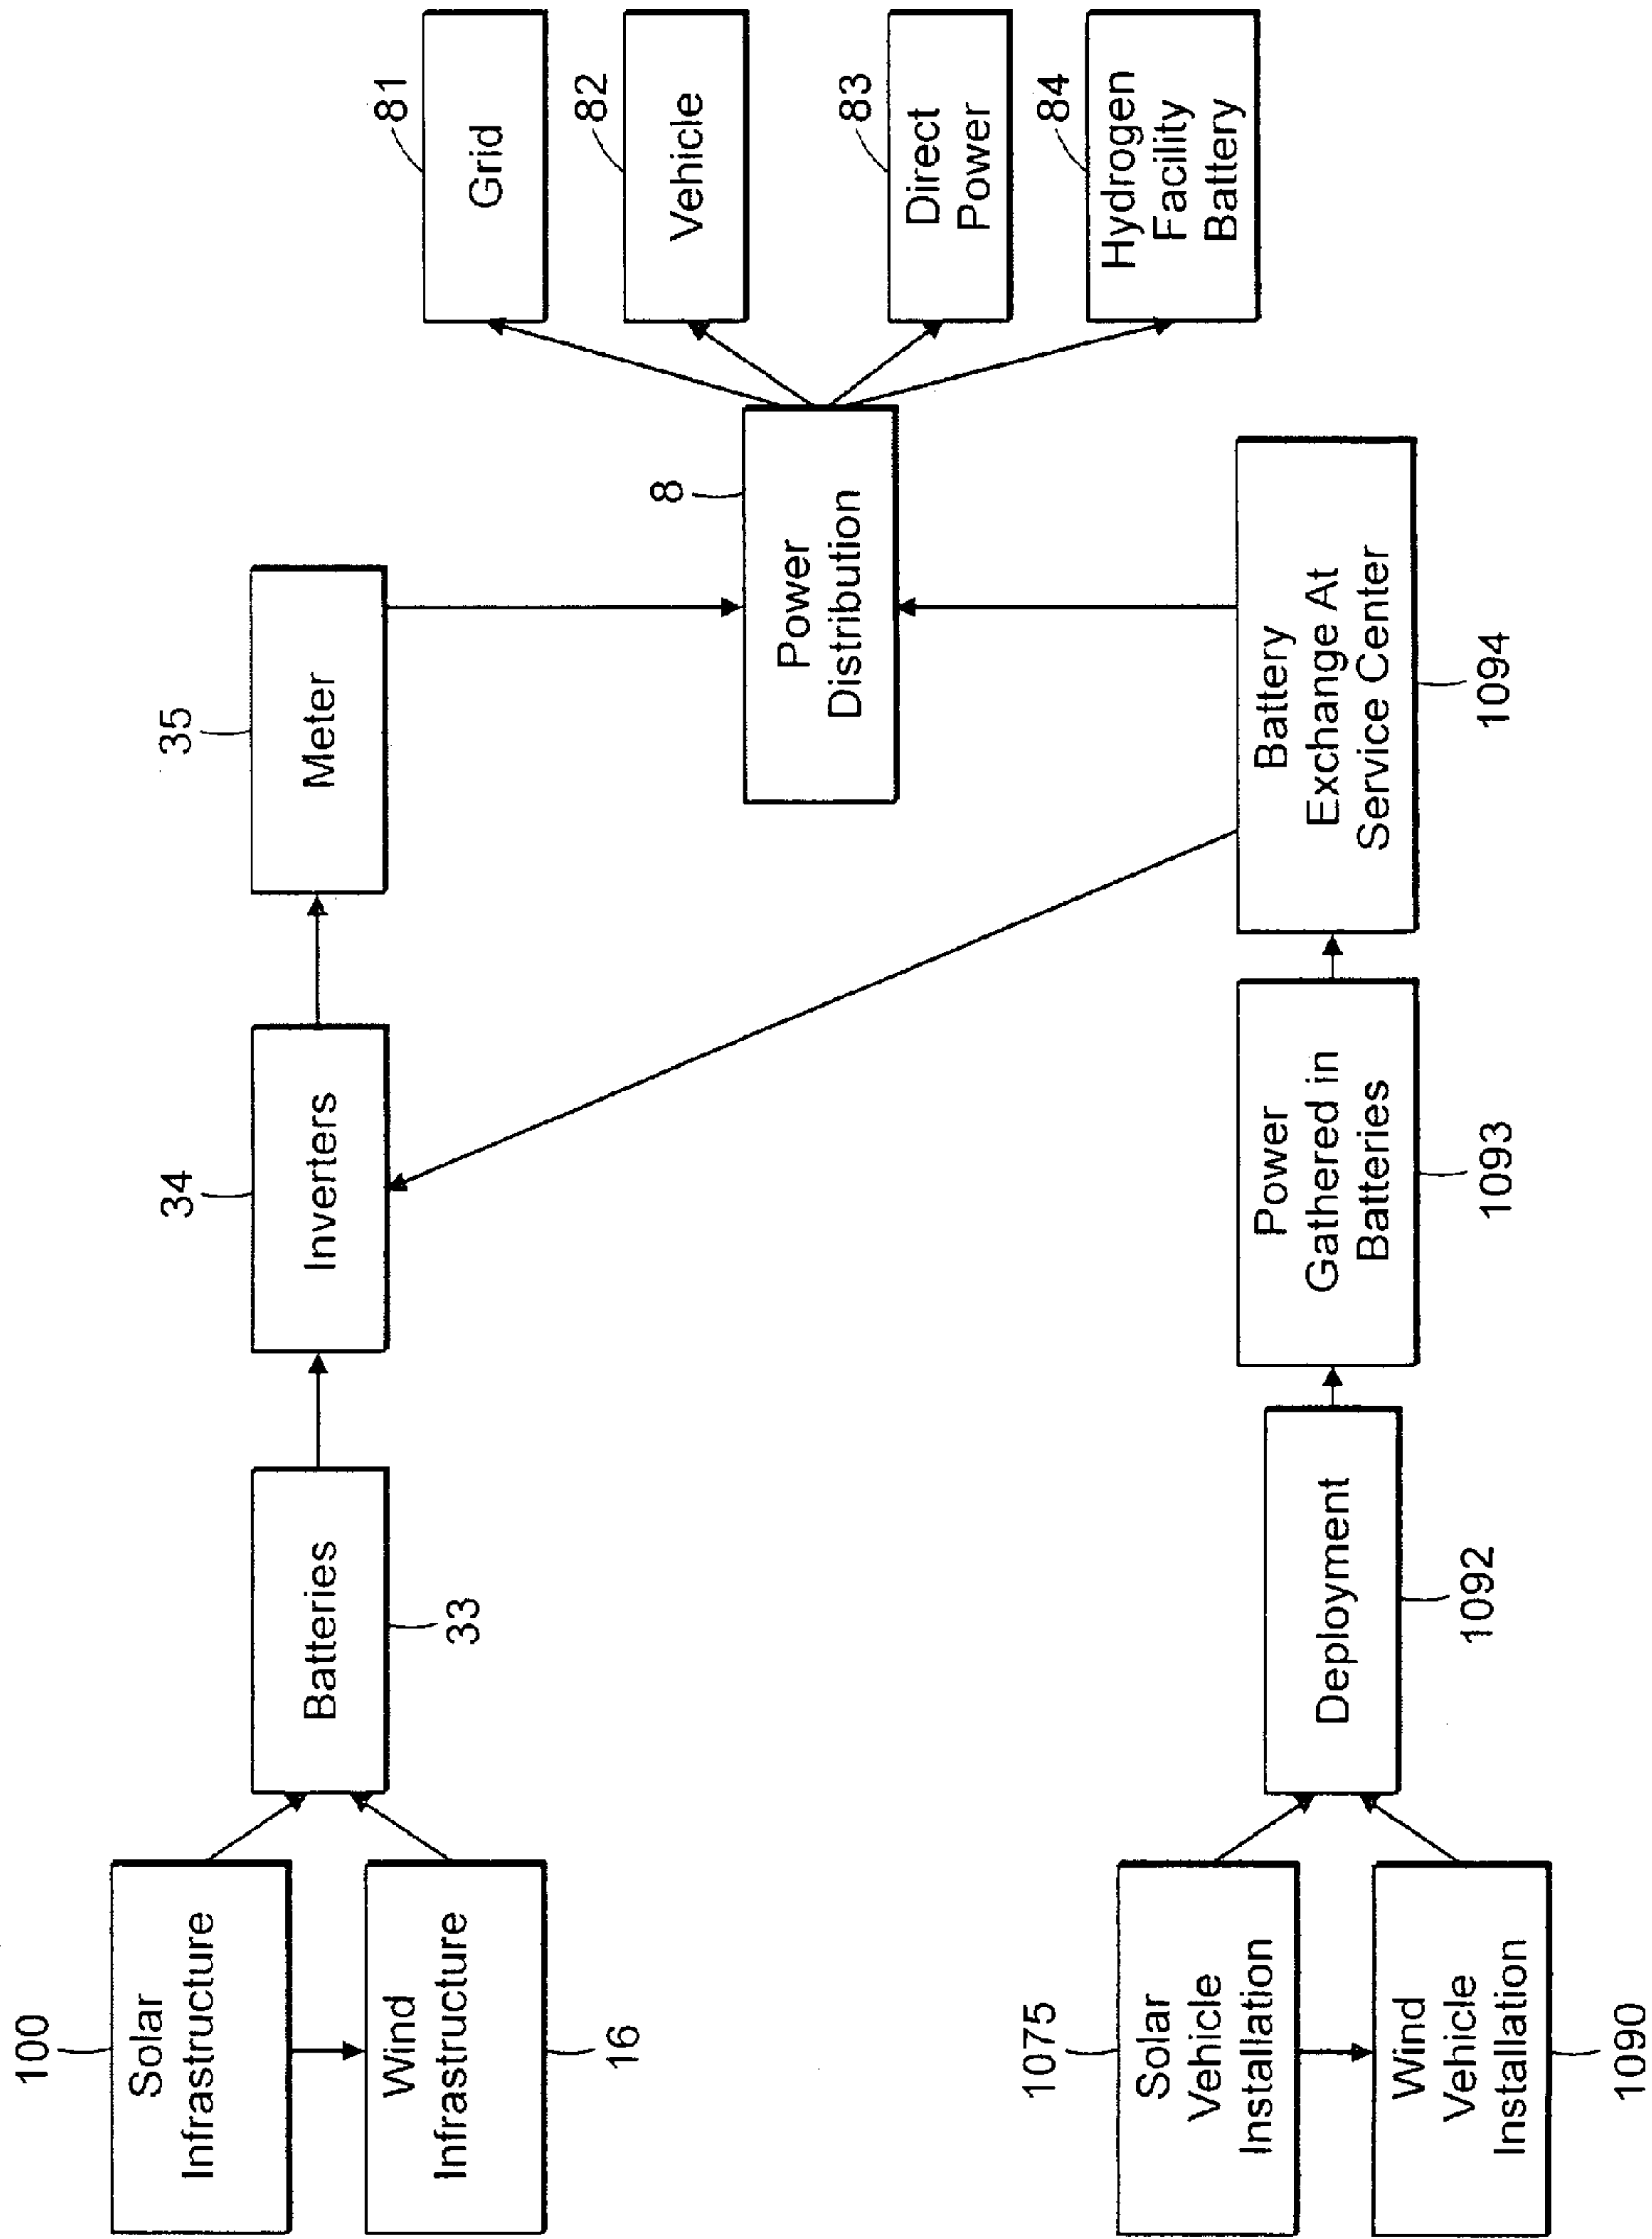 100
Solar
Infrastructure
Wind
Infrastructure
16
Batteries
33
34
Inverters
35
Meter
8
Power
Distribution
81
Grid
82
Vehicle
83
Direct
Power
84
Hydrogen
Facility
Battery
1075
Solar
Vehicle
Installation
Wind
Vehicle
Installation
1090
Deployment
1092
Power
Gathered in
Batteries
1093
Battery
Exchange At
Service Center
1094